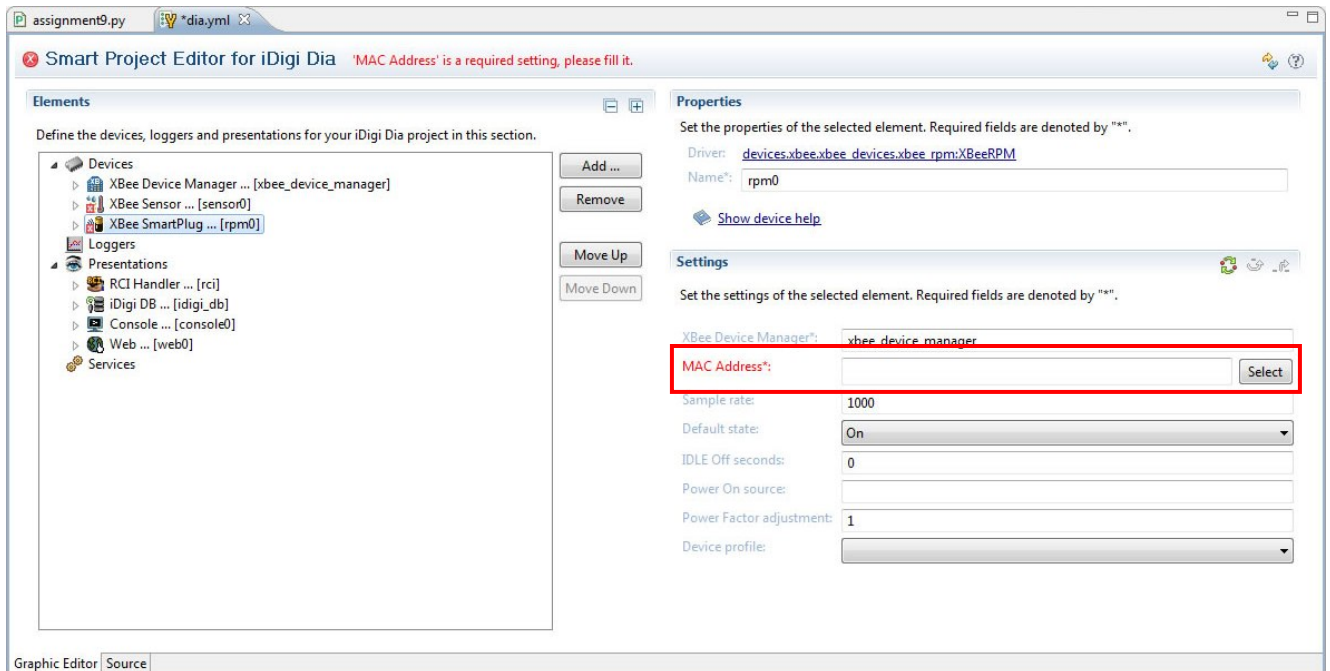 assignment9.py
*dia.yml
Smart Project Editor for iDigi Dia 'MAC Address' is a required setting, please fill it.
Elements
Define the devices, loggers and presentations for your iDigi Dia project in this section.
Devices
XBee Device Manager ... [xbee_device_manager]
XBee Sensor ... [sensor0]
XBee SmartPlug ... [rpm0]
Loggers
Presentations
RCI Handler ... [rci]
iDigi DB ... [idigi_db]
Console ... [console0]
Web ... [web0]
Services
Add ...
Remove
Move Up
Move Down
Properties
Set the properties of the selected element. Required fields are denoted by "*".
Driver: devices.xbee.xbee_devices.xbee_rpm:XBeeRPM
Name*: rpm0
Show device help
Settings
Set the settings of the selected element. Required fields are denoted by "*".
XBee Device Manager*: xbee_device_manager
MAC Address*: Select
Sample rate: 1000
Default state: On
IDLE Off seconds: 0
Power On source:
Power Factor adjustment: 1
Device profile:
Graphic Editor Source